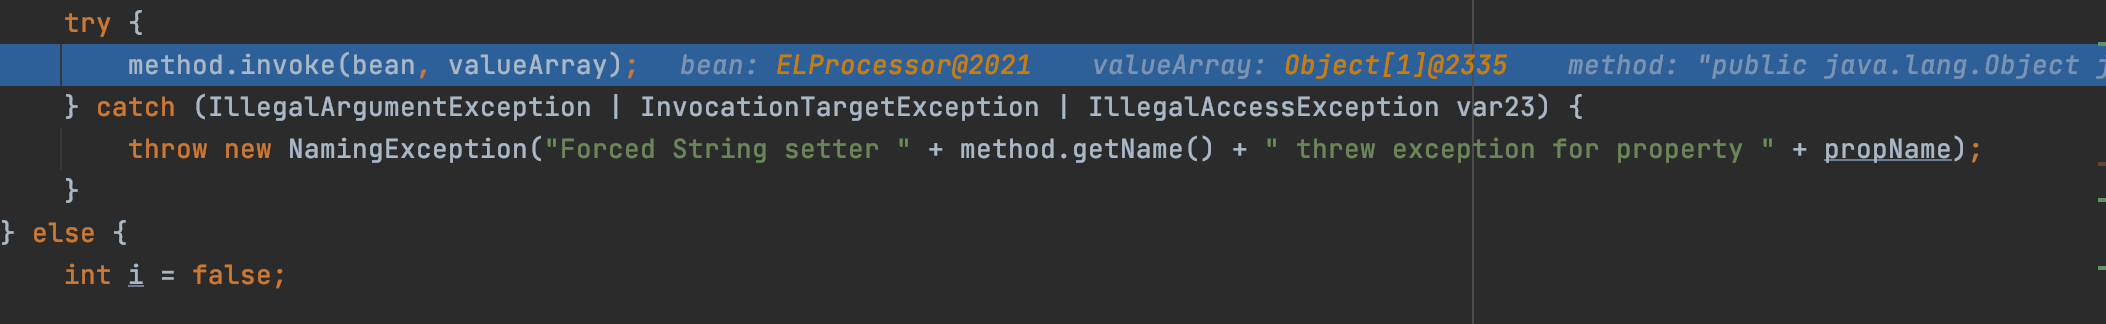 try {
method.invoke(bean, valueArray); bean: ELProcessor@2021 valueArray: Object[1]@2335 method: "public java.lang.Object j
} catch (IllegalArgumentException | InvocationTargetException | IllegalAccessException var23) {
throw new NamingException("Forced String setter " + method.getName() + " threw exception for property " + propName);
}
} else {
int i = false;